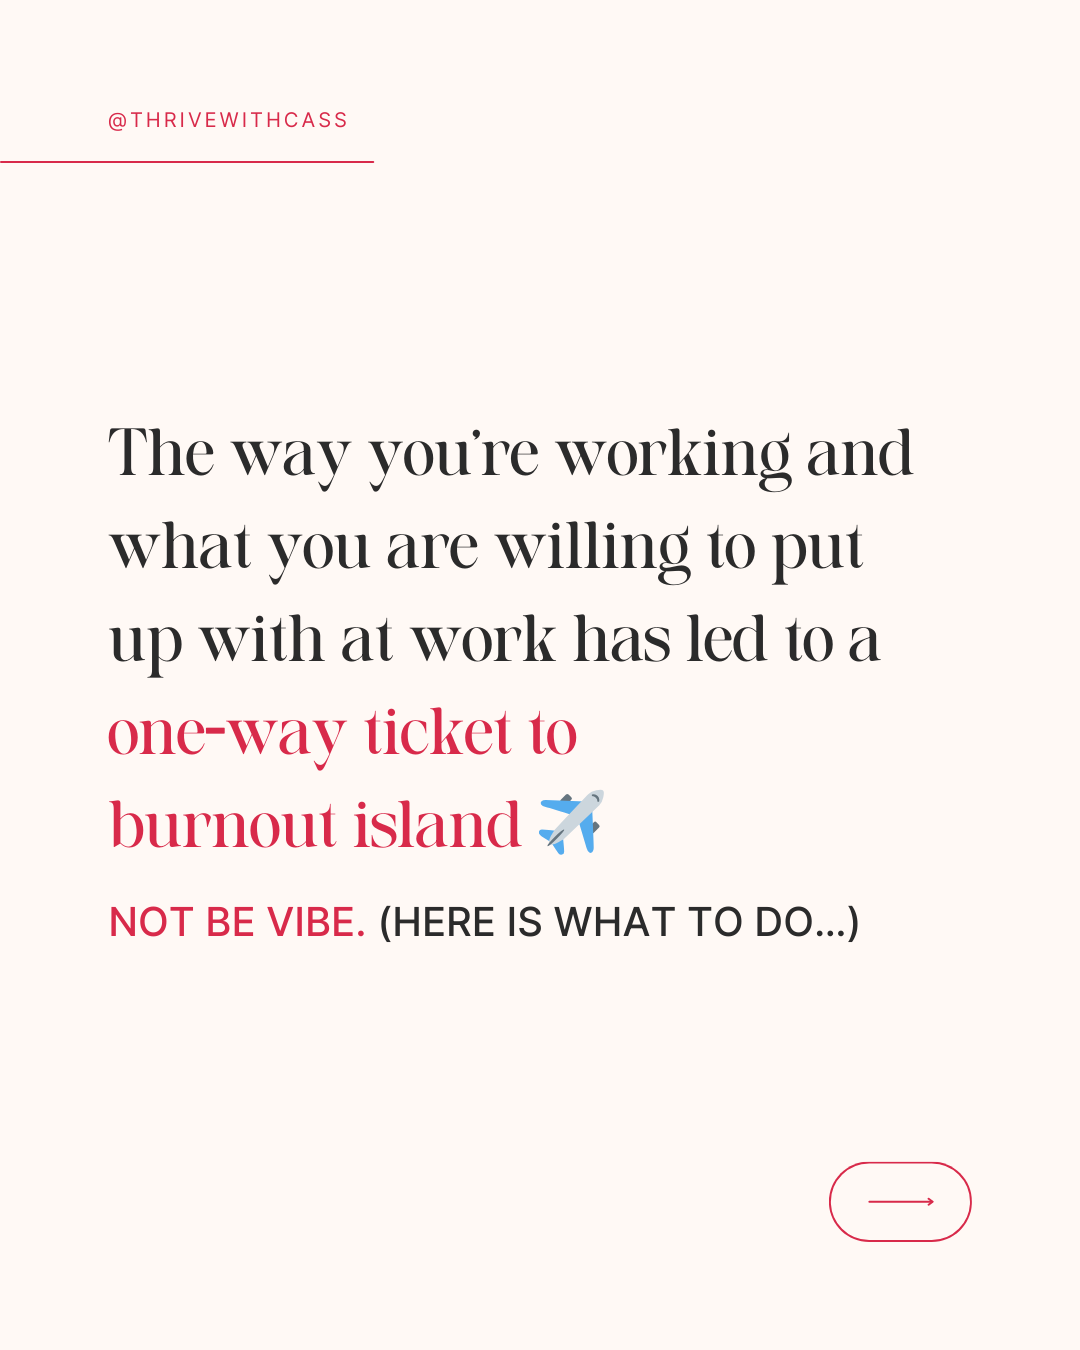 @THRIVEWITHCASS
The way you’re working and
what you are willing to put
up with at work has led to a
one-way ticket to
burnout island ✈️
NOT BE VIBE. (HERE IS WHAT TO DO...)